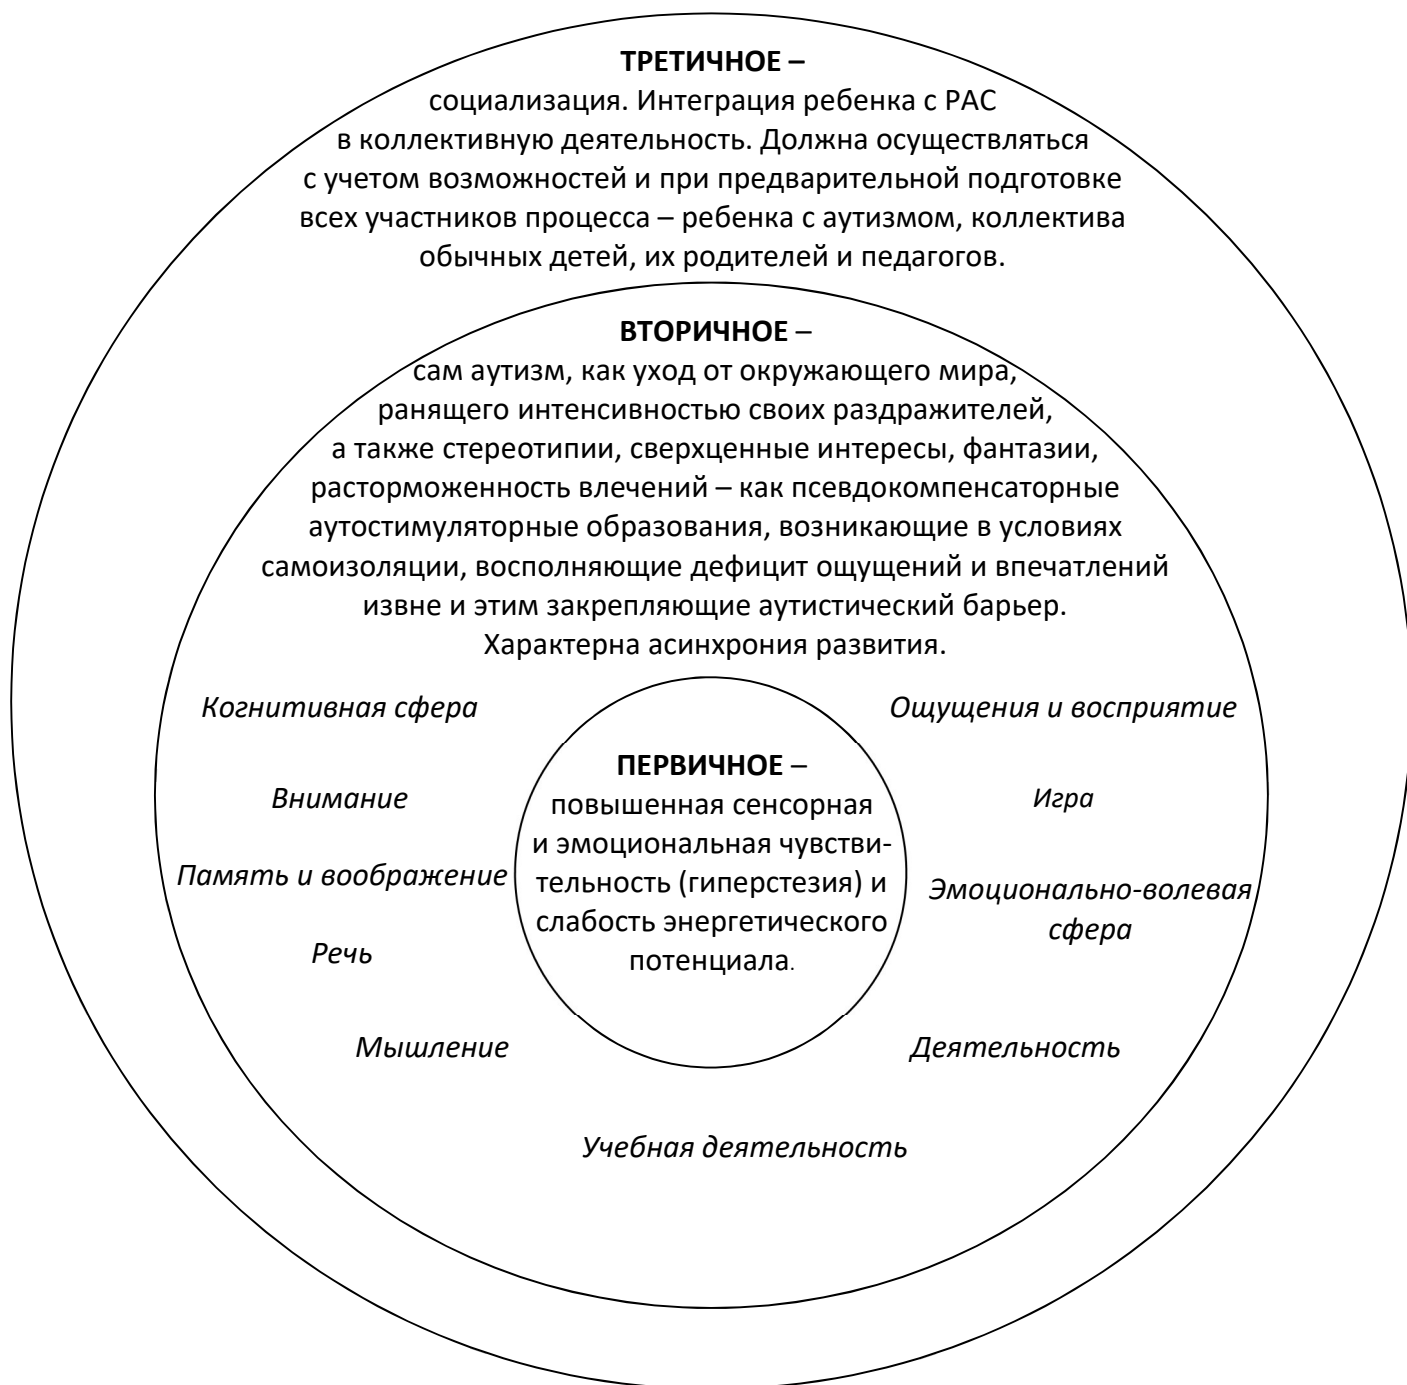 ТРЕТИЧНОЕ –
социализация. Интеграция ребенка с РАС
в коллективную деятельность. Должна осуществляться
с учетом возможностей и при предварительной подготовке
всех участников процесса – ребенка с аутизмом, коллектива
обычных детей, их родителей и педагогов.
ВТОРИЧНОЕ –
сам аутизм, как уход от окружающего мира,
ранящего интенсивностью своих раздражителей,
а также стереотипии, сверхценные интересы, фантазии,
расторможенность влечений – как псевдокомпенсаторные
аутостимуляторные образования, возникающие в условиях
самоизоляции, восполняющие дефицит ощущений и впечатлений
извне и этим закрепляющие аутистический барьер.
Характерна асинхрония развития.
Когнитивная сфера
Ощущения и восприятие
Внимание
Игра
Память и воображение
Эмоционально-волевая
сфера
Речь
Мышление
Деятельность
Учебная деятельность
ПЕРВИЧНОЕ –
повышенная сенсорная
и эмоциональная чувстви-
тельность (гиперстезия) и
слабость энергетического
потенциала.